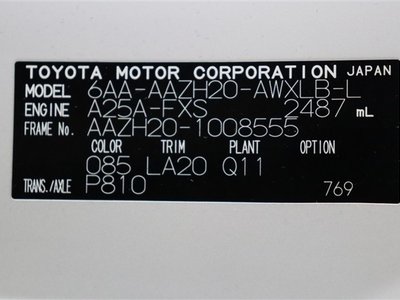 TOYOTA MOTOR CORPORATION JAPAN
MODEL 6AA-AAZH20-AWXLB-L
ENGINE A25A-FXS 2487 mL
FRAME No. AAZH20-1008555
COLOR TRIM PLANT OPTION
085 LA20 Q11
TRANS./AXLE P810 769